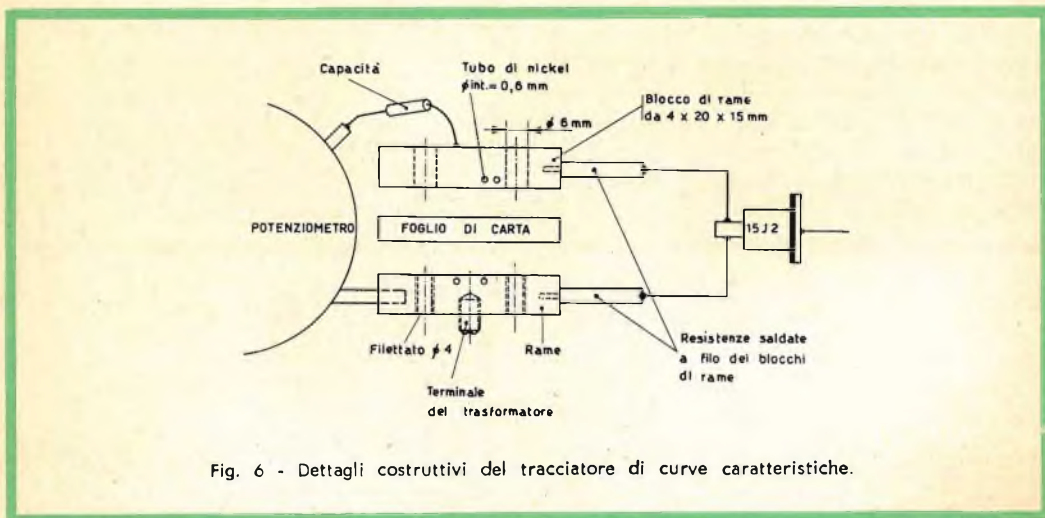 Capacità
Tubo di nickel
ϕ int.= 0,6 mm
ϕ 6 mm
Blocco di rame
da 4 x 20 x 15 mm
POTENZIOMETRO
FOGLIO DI CARTA
15J2
Filettato ϕ 4
Rame
Terminale
del trasformatore
Resistenze saldate
a filo dei blocchi
di rame
Fig. 6 - Dettagli costruttivi del tracciatore di curve caratteristiche.